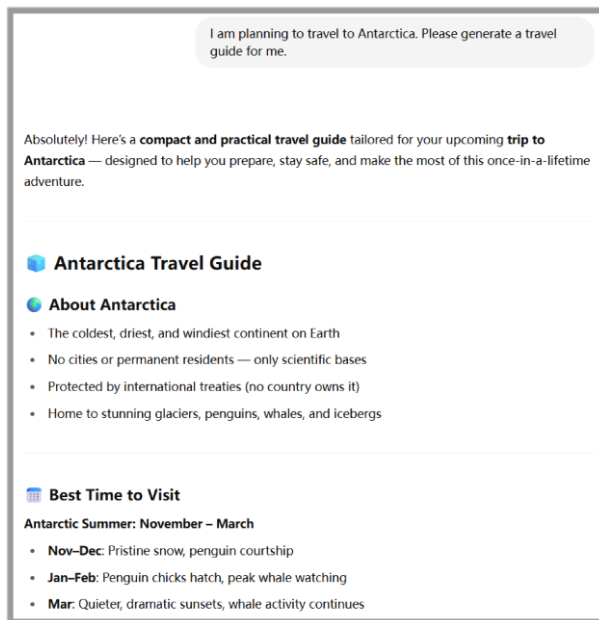 I am planning to travel to Antarctica. Please generate a travel
guide for me.
Absolutely! Here's a compact and practical travel guide tailored for your upcoming trip to
Antarctica — designed to help you prepare, stay safe, and make the most of this once-in-a-lifetime
adventure.
Antarctica Travel Guide
About Antarctica
• The coldest, driest, and windiest continent on Earth
• No cities or permanent residents — only scientific bases
• Protected by international treaties (no country owns it)
• Home to stunning glaciers, penguins, whales, and icebergs
Best Time to Visit
Antarctic Summer: November – March
• Nov–Dec: Pristine snow, penguin courtship
• Jan–Feb: Penguin chicks hatch, peak whale watching
• Mar: Quieter, dramatic sunsets, whale activity continues